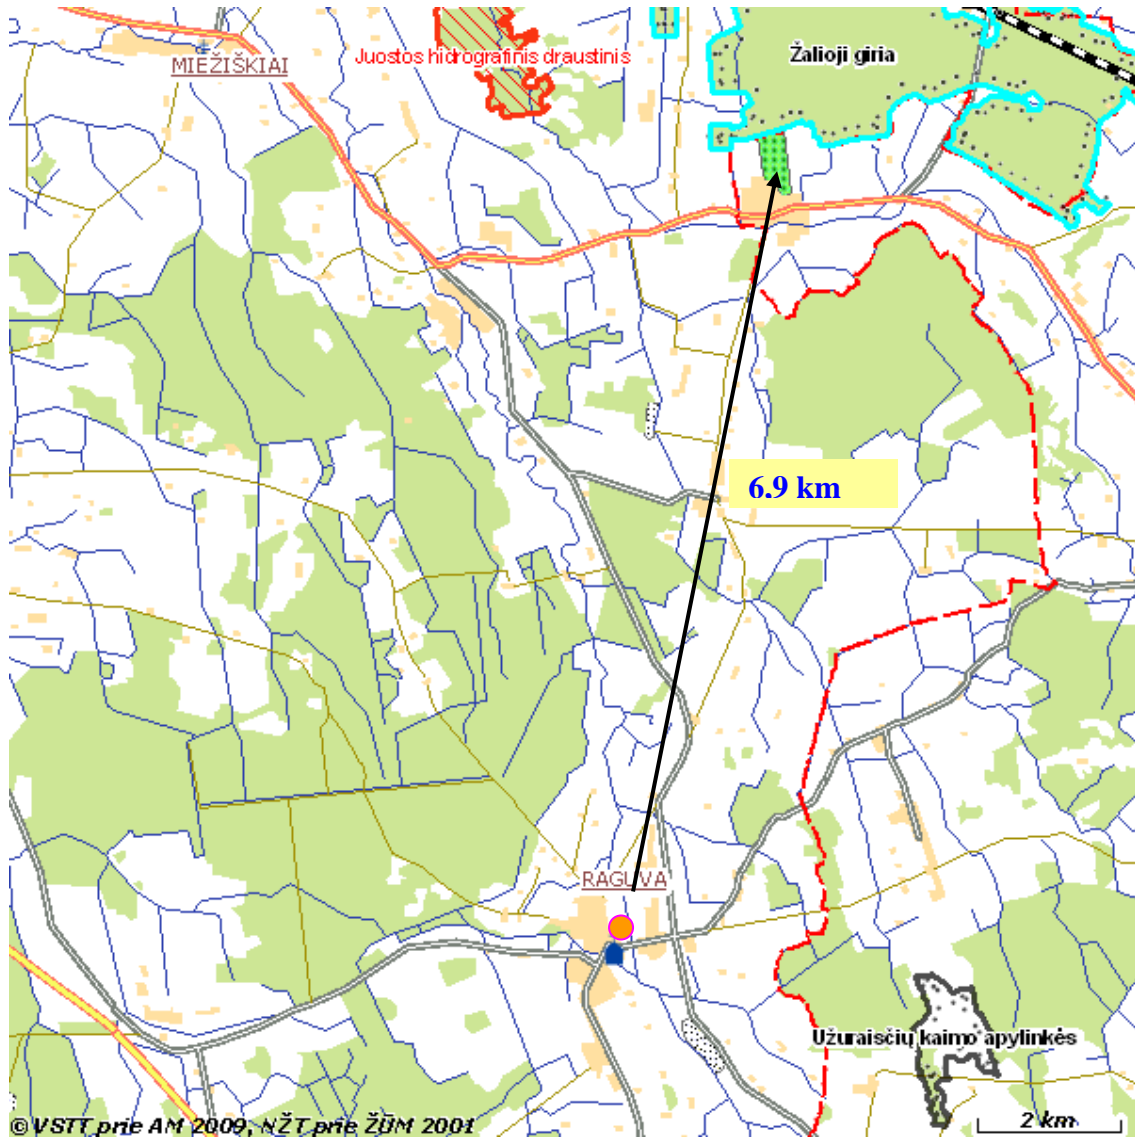 MIEŽIŠKIAI
Juostos hidrografinis draustinis
Žalioji giria
6.9 km
RAGUVA
Užuraisčių kaimo apylinkės
© VSTT prie AM 2009, NŽT prie ŽŪM 2001
2 km